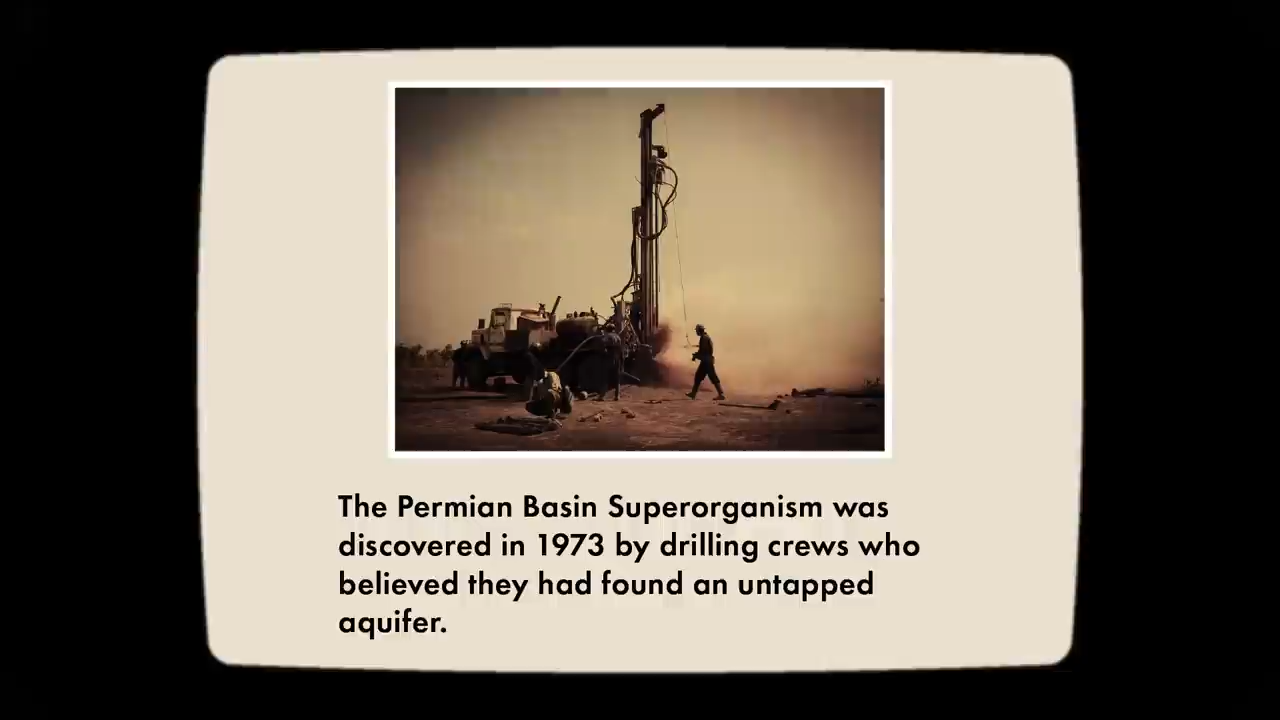 The Permian Basin Superorganism was
discovered in 1973 by drilling crews who
believed they had found an untapped
aquifer.